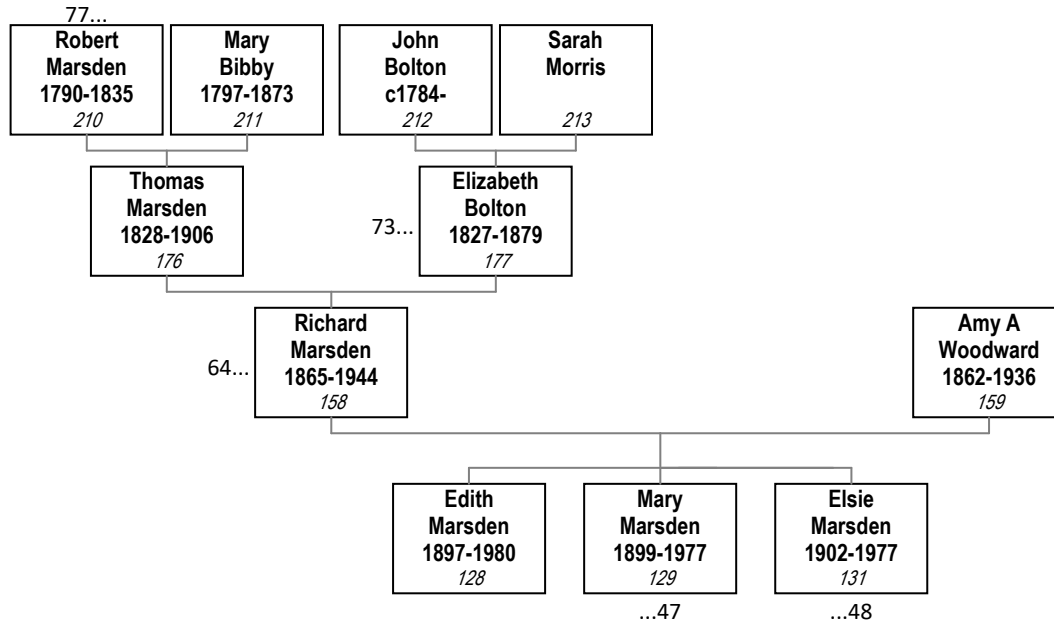 77...
Robert
Marsden
1790-1835
210
Mary
Bibby
1797-1873
211
John
Bolton
c1784-
212
Sarah
Morris
213
Thomas
Marsden
1828-1906
176
73...
Elizabeth
Bolton
1827-1879
177
64...
Richard
Marsden
1865-1944
158
Amy A
Woodward
1862-1936
159
Edith
Marsden
1897-1980
128
Mary
Marsden
1899-1977
129
...47
Elsie
Marsden
1902-1977
131
...48